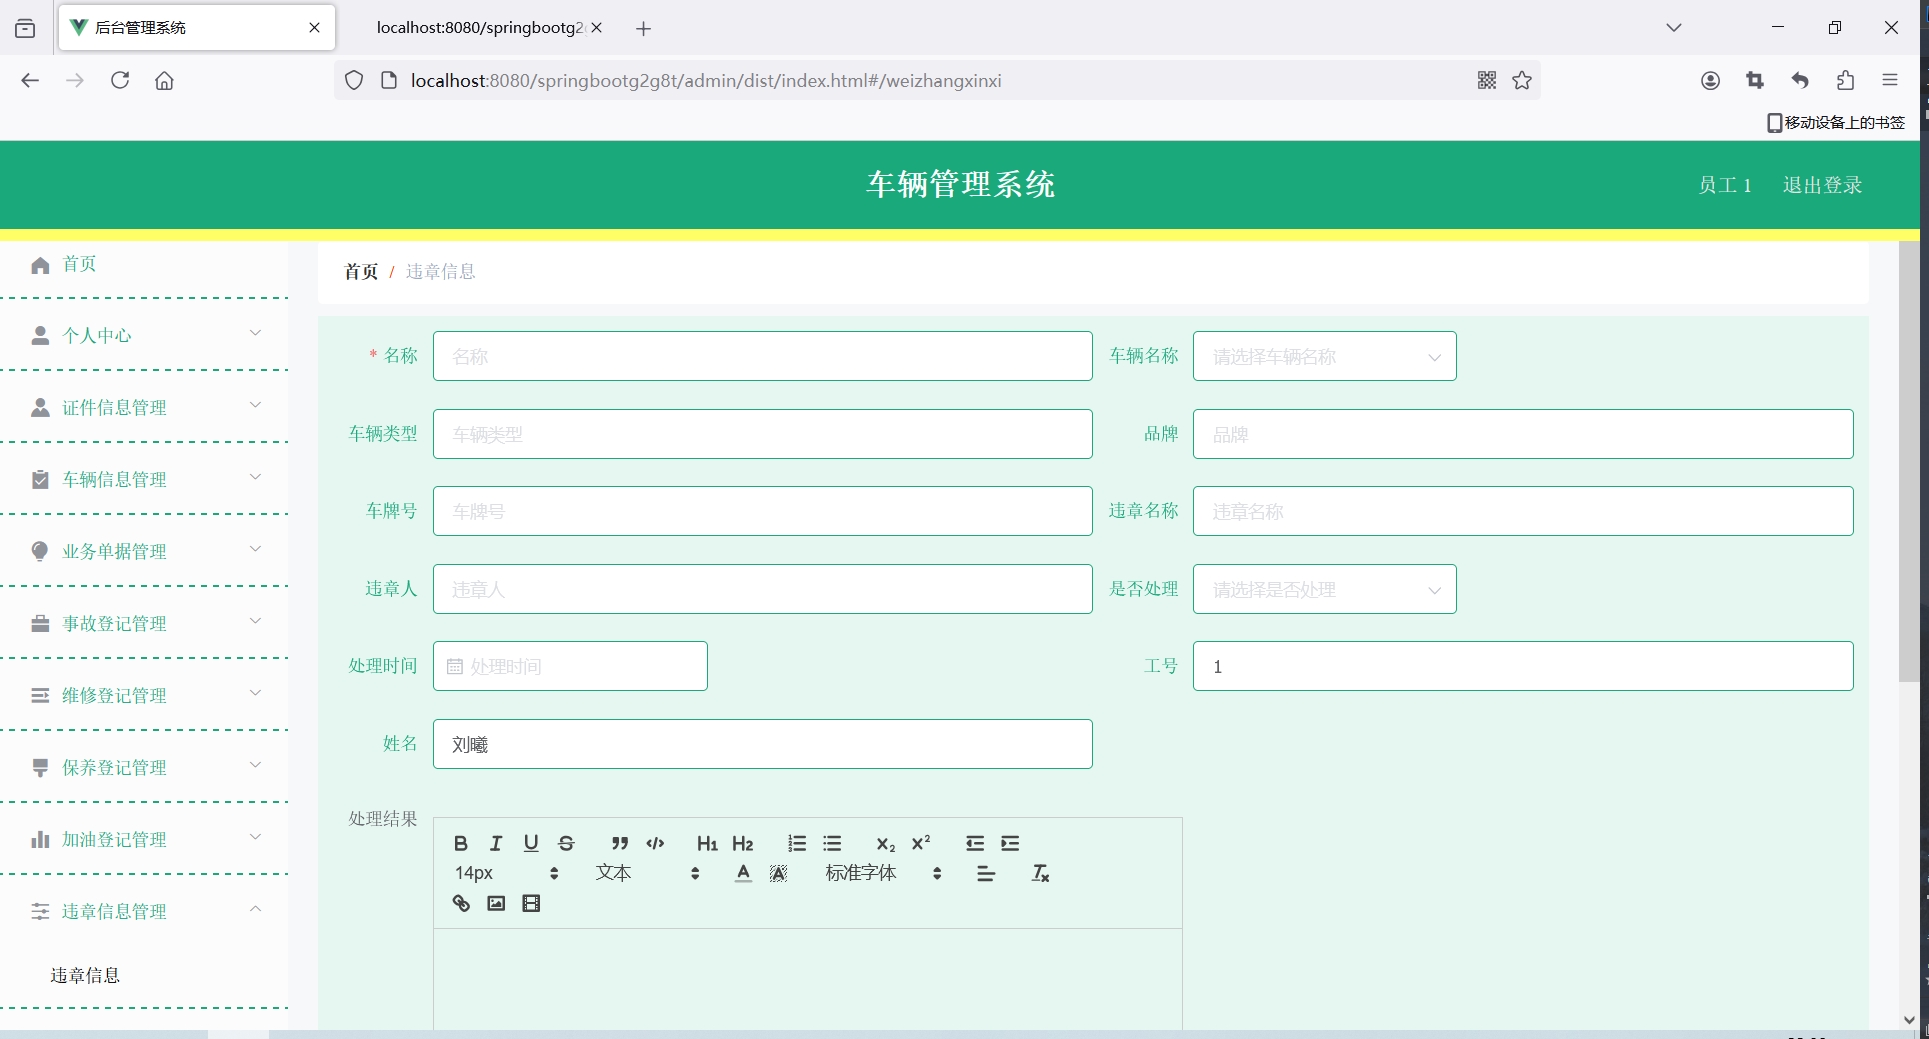 后台管理系统
localhost:8080/springbootg2
localhost:8080/springbootg2g8t/admin/dist/index.html#/weizhangxinxi
移动设备上的书签
车辆管理系统
员工 1 退出登录
首页
个人中心
证件信息管理
车辆信息管理
业务单据管理
事故登记管理
维修登记管理
保养登记管理
加油登记管理
违章信息管理
违章信息
首页 / 违章信息
* 名称 名称 车辆名称 请选择车辆名称
车辆类型 车辆类型 品牌 品牌
车牌号 车牌号 违章名称 违章名称
违章人 违章人 是否处理 请选择是否处理
处理时间 处理时间 工号 1
姓名 刘曦
处理结果
B I U S H1 H2 X2 X2
14px 文本 A A 标准字体 Tx